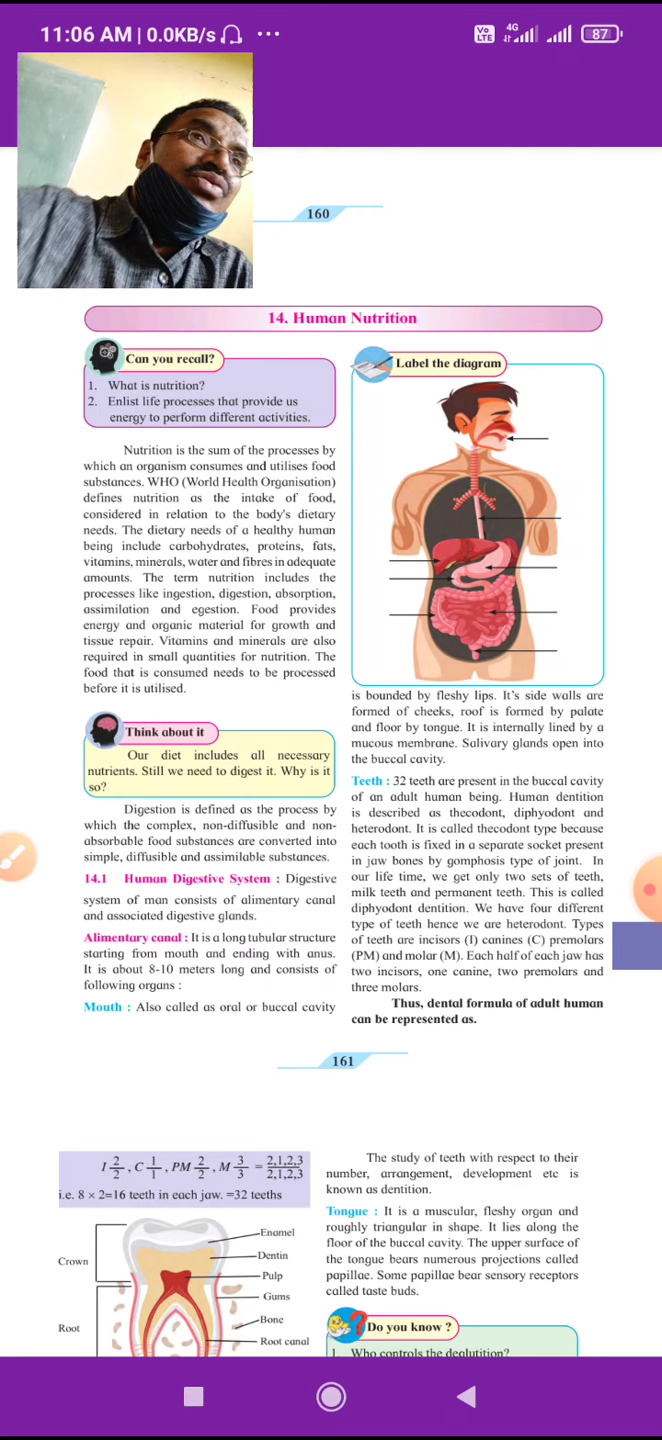 11:06 AM | 0.0KB/s ...
Vo LTE 4G 87
160
14. Human Nutrition
Can you recall?
1. What is nutrition?
2. Enlist life processes that provide us
energy to perform different activities.
Nutrition is the sum of the processes by
which an organism consumes and utilises food
substances. WHO (World Health Organisation)
defines nutrition as the intake of food,
considered in relation to the body's dietary
needs. The dietary needs of a healthy human
being include carbohydrates, proteins, fats,
vitamins, minerals, water and fibres in adequate
amounts. The term nutrition includes the
processes like ingestion, digestion, absorption,
assimilation and egestion. Food provides
energy and organic material for growth and
tissue repair. Vitamins and minerals are also
required in small quantities for nutrition. The
food that is consumed needs to be processed
before it is utilised.
Think about it
Our diet includes all necessary
nutrients. Still we need to digest it. Why is it
so?
Digestion is defined as the process by
which the complex, non-diffusible and non-
absorbable food substances are converted into
simple, diffusible and assimilable substances.
14.1 Human Digestive System : Digestive
system of man consists of alimentary canal
and associated digestive glands.
Alimentary canal : It is a long tubular structure
starting from mouth and ending with anus.
It is about 8-10 meters long and consists of
following organs :
Mouth : Also called as oral or buccal cavity
Label the diagram
is bounded by fleshy lips. It's side walls are
formed of cheeks, roof is formed by palate
and floor by tongue. It is internally lined by a
mucous membrane. Salivary glands open into
the buccal cavity.
Teeth : 32 teeth are present in the buccal cavity
of an adult human being. Human dentition
is described as thecodont, diphyodont and
heterodont. It is called thecodont type because
each tooth is fixed in a separate socket present
in jaw bones by gomphosis type of joint. In
our life time, we get only two sets of teeth,
milk teeth and permanent teeth. This is called
diphyodont dentition. We have four different
type of teeth hence we are heterodont. Types
of teeth are incisors (I) canines (C) premolars
(PM) and molar (M). Each half of each jaw has
two incisors, one canine, two premolars and
three molars.
Thus, dental formula of adult human
can be represented as.
161
I 2/2 , C 1/1 , PM 2/2 , M 3/3 = 2,1,2,3/2,1,2,3
i.e. 8 × 2=16 teeth in each jaw. =32 teeths
Enamel
Dentin
Crown
Pulp
Gums
Bone
Root
Root canal
The study of teeth with respect to their
number, arrangement, development etc is
known as dentition.
Tongue : It is a muscular, fleshy organ and
roughly triangular in shape. It lies along the
floor of the buccal cavity. The upper surface of
the tongue bears numerous projections called
papillae. Some papillae bear sensory receptors
called taste buds.
Do you know ?
1. Who controls the deglutition?